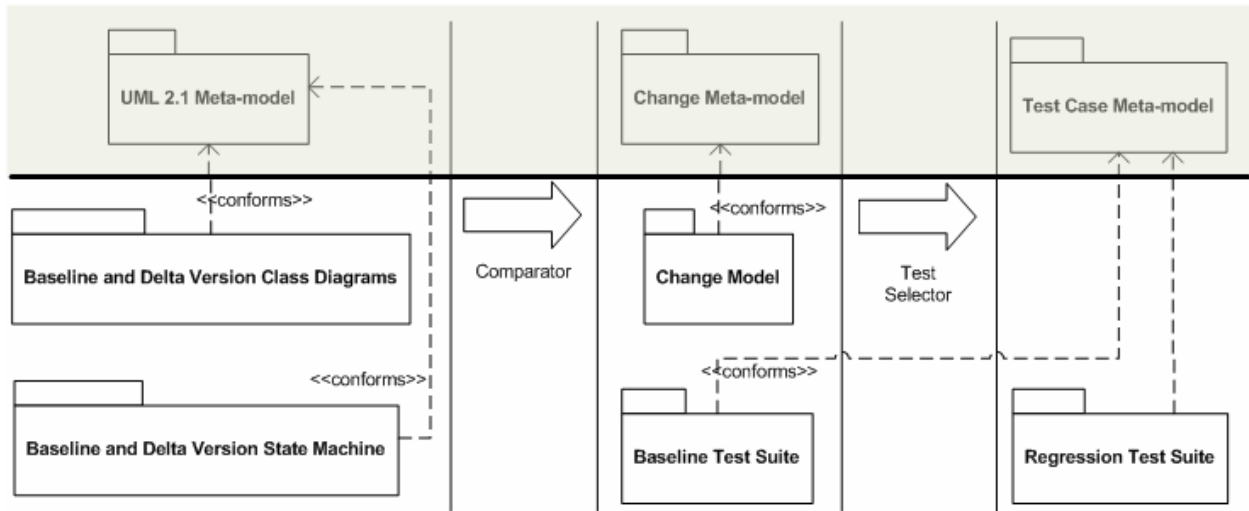 UML 2.1 Meta-model
Change Meta-model
Test Case Meta-model
<<conforms>>
<<conforms>>
Baseline and Delta Version Class Diagrams
Comparator
Change Model
Test
Selector
<<conforms>>
<<conforms>>
Baseline and Delta Version State Machine
Baseline Test Suite
Regression Test Suite